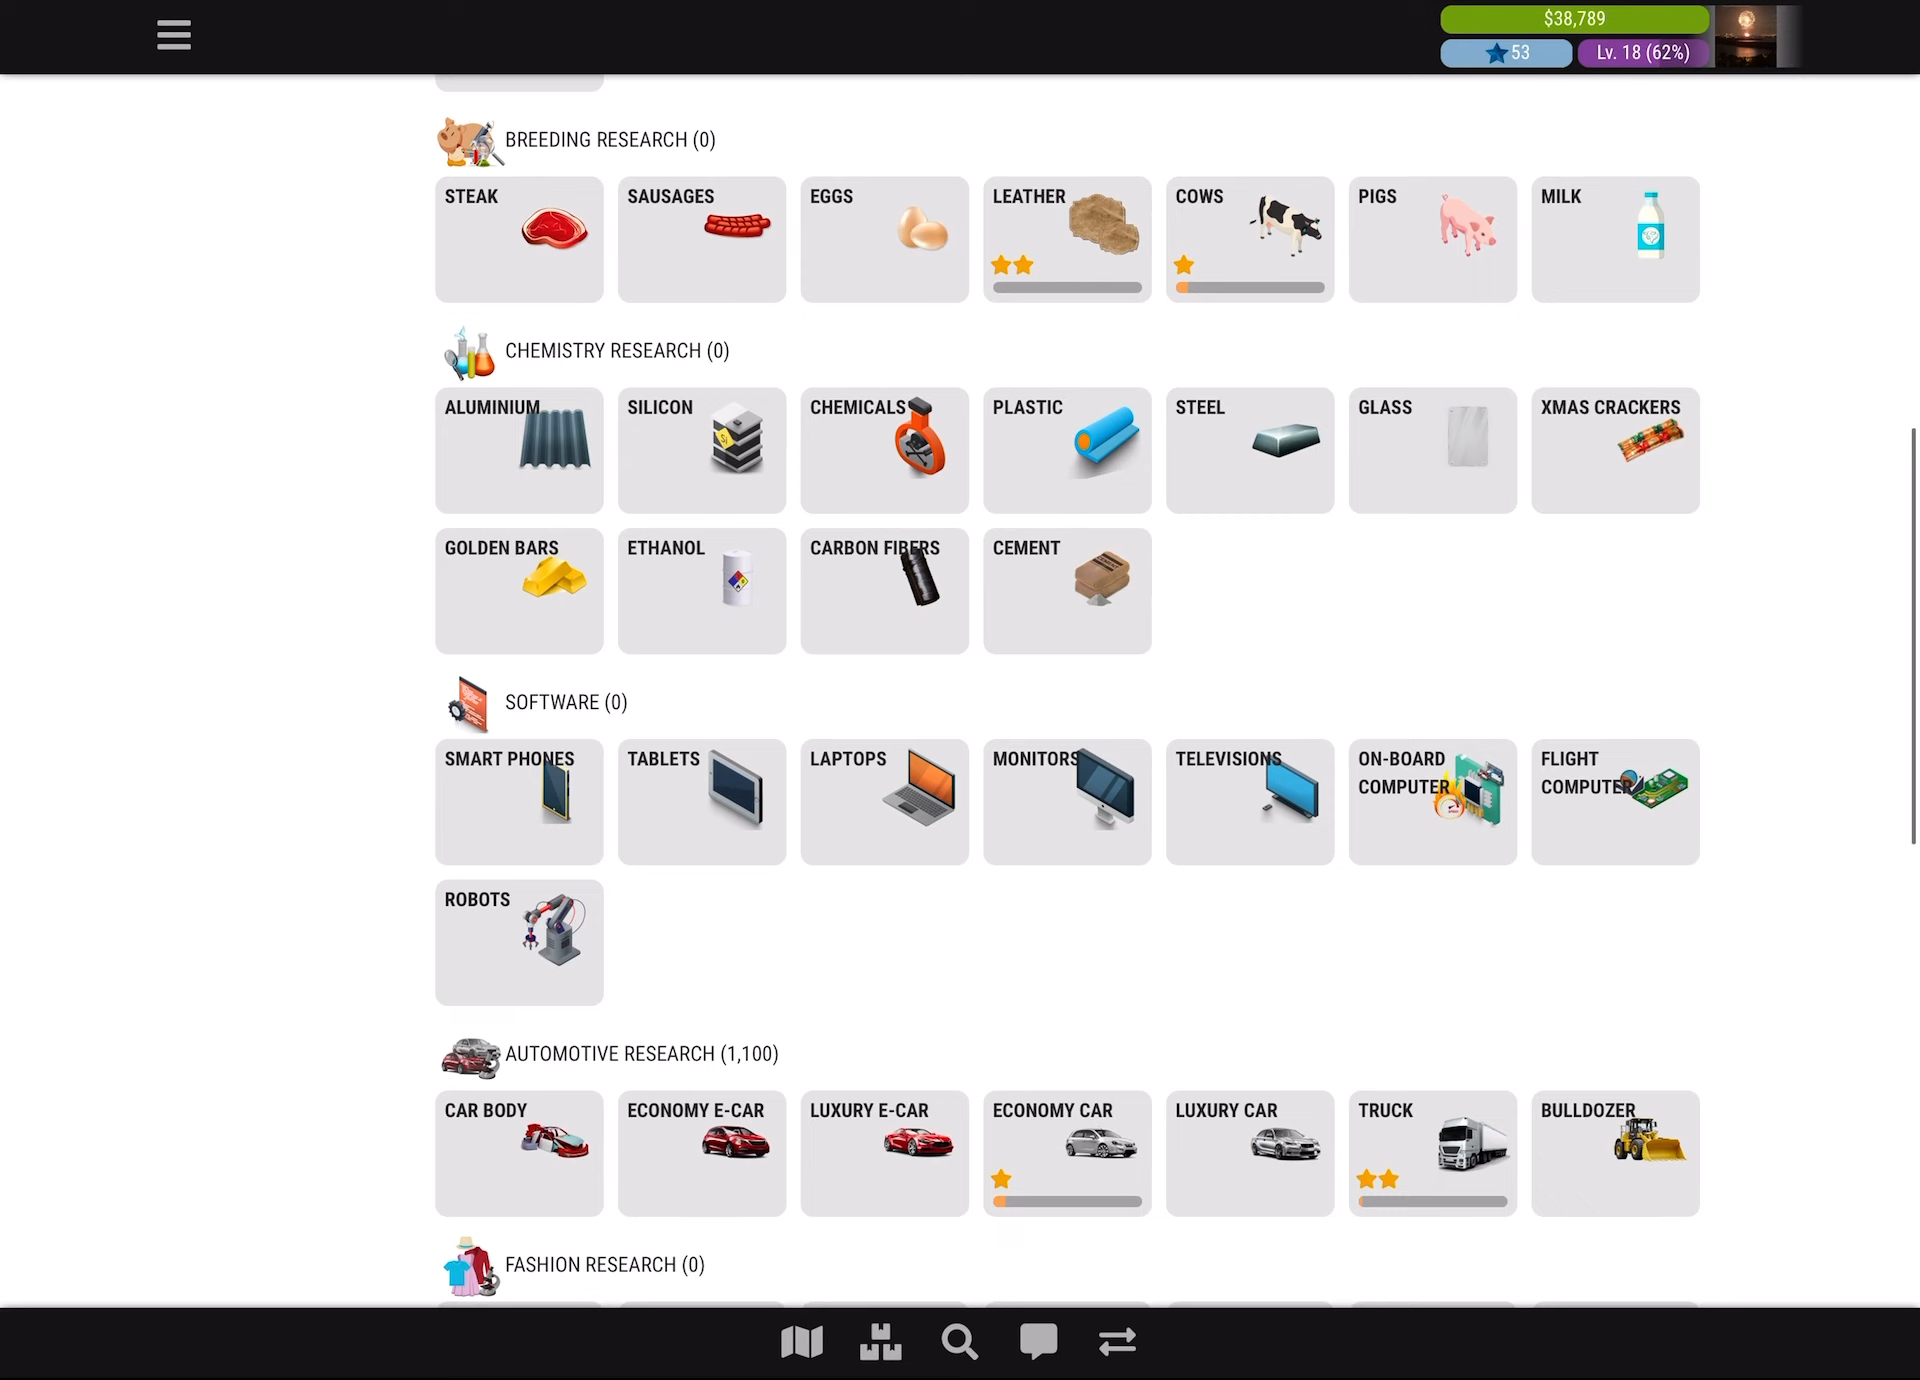 $38,789
53
Lv. 18 (62%)
BREEDING RESEARCH (0)
STEAK
SAUSAGES
EGGS
LEATHER
COWS
PIGS
MILK
CHEMISTRY RESEARCH (0)
ALUMINIUM
SILICON
CHEMICALS
PLASTIC
STEEL
GLASS
XMAS CRACKERS
Si
GOLDEN BARS
ETHANOL
CARBON FIBERS
CEMENT
CEMENT
SOFTWARE (0)
SMART PHONES
TABLETS
LAPTOPS
MONITORS
TELEVISIONS
ON-BOARD
COMPUTER
FLIGHT
COMPUTER
ROBOTS
AUTOMOTIVE RESEARCH (1,100)
CAR BODY
ECONOMY E-CAR
LUXURY E-CAR
ECONOMY CAR
LUXURY CAR
TRUCK
BULLDOZER
FASHION RESEARCH (0)